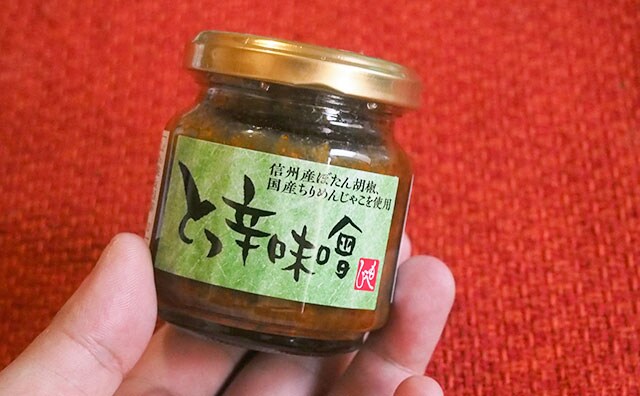 信州産ぼたん胡椒、
国産ちりめんじゃこを使用
とっ辛味噌